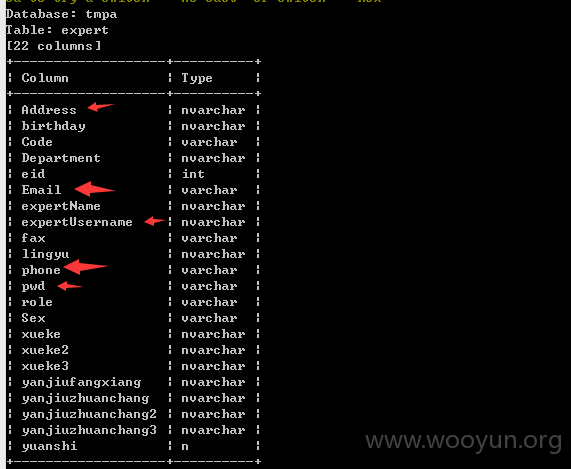 Database: tmpa
Table: expert
[22 columns]
+--------------------+----------+
| Column | Type |
+--------------------+----------+
| Address | nvarchar |
| birthday | nvarchar |
| Code | varchar |
| Department | nvarchar |
| eid | int |
| Email | varchar |
| expertName | nvarchar |
| expertUsername | nvarchar |
| fax | varchar |
| lingyu | nvarchar |
| phone | varchar |
| pwd | varchar |
| role | varchar |
| Sex | varchar |
| xueke | nvarchar |
| xueke2 | nvarchar |
| xueke3 | nvarchar |
| yanjiufangxiang | nvarchar |
| yanjiuzhuanchang | nvarchar |
| yanjiuzhuanchang2 | nvarchar |
| yanjiuzhuanchang3 | nvarchar |
| yuanshi | n |
+--------------------+----------+
www.wooyun.org